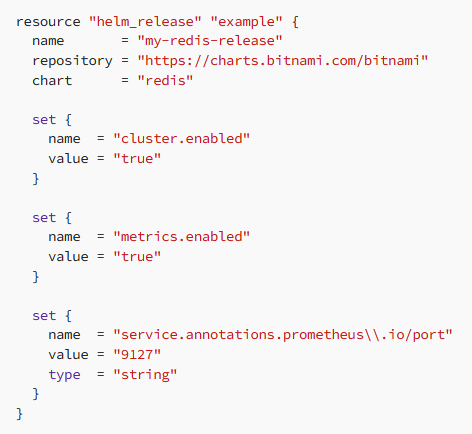 resource "helm_release" "example" {
  name       = "my-redis-release"
  repository = "https://charts.bitnami.com/bitnami"
  chart      = "redis"

  set {
    name  = "cluster.enabled"
    value = "true"
  }

  set {
    name  = "metrics.enabled"
    value = "true"
  }

  set {
    name  = "service.annotations.prometheus\\.io/port"
    value = "9127"
    type  = "string"
  }
}